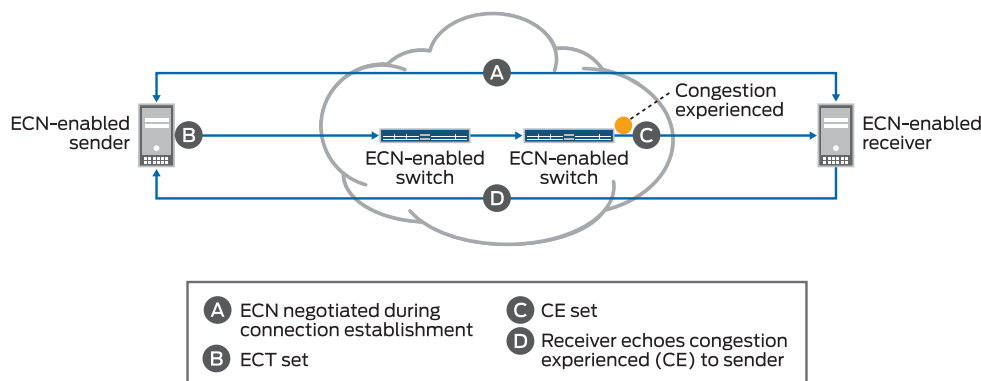 A
Congestion
experienced
ECN-enabled
sender
B
C
ECN-enabled
receiver
ECN-enabled
switch
ECN-enabled
switch
D
A ECN negotiated during
connection establishment
B ECT set
C CE set
D Receiver echoes congestion
experienced (CE) to sender